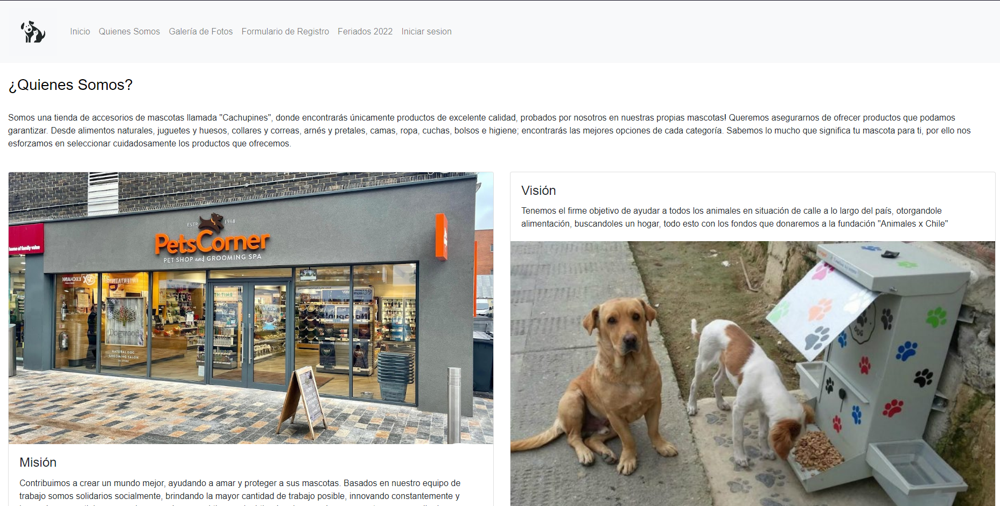 Inicio Quienes Somos Galería de Fotos Formulario de Registro Feriados 2022 Iniciar sesion
¿Quienes Somos?
Somos una tienda de accesorios de mascotas llamada "Cachupines", donde encontrarás únicamente productos de excelente calidad, probados por nosotros en nuestras propias mascotas! Queremos asegurarnos de ofrecer productos que podamos
garantizar. Desde alimentos naturales, juguetes y huesos, collares y correas, arnés y pretales, camas, ropa, cuchas, bolsos e higiene; encontrarás las mejores opciones de cada categoría. Sabemos lo mucho que significa tu mascota para ti, por ello nos
esforzamos en seleccionar cuidadosamente los productos que ofrecemos.
ESTD 1968
PetsCorner
PET SHOP and GROOMING SPA
home of family value
Dogwood
NATURAL DOG
GROOMING SALON
Misión
Contribuimos a crear un mundo mejor, ayudando a amar y proteger a sus mascotas. Basados en nuestro equipo de
trabajo somos solidarios socialmente, brindando la mayor cantidad de trabajo posible, innovando constantemente y
Visión
Tenemos el firme objetivo de ayudar a todos los animales en situación de calle a lo largo del país, otorgandole
alimentación, buscandoles un hogar, todo esto con los fondos que donaremos a la fundación "Animales x Chile"
DOG